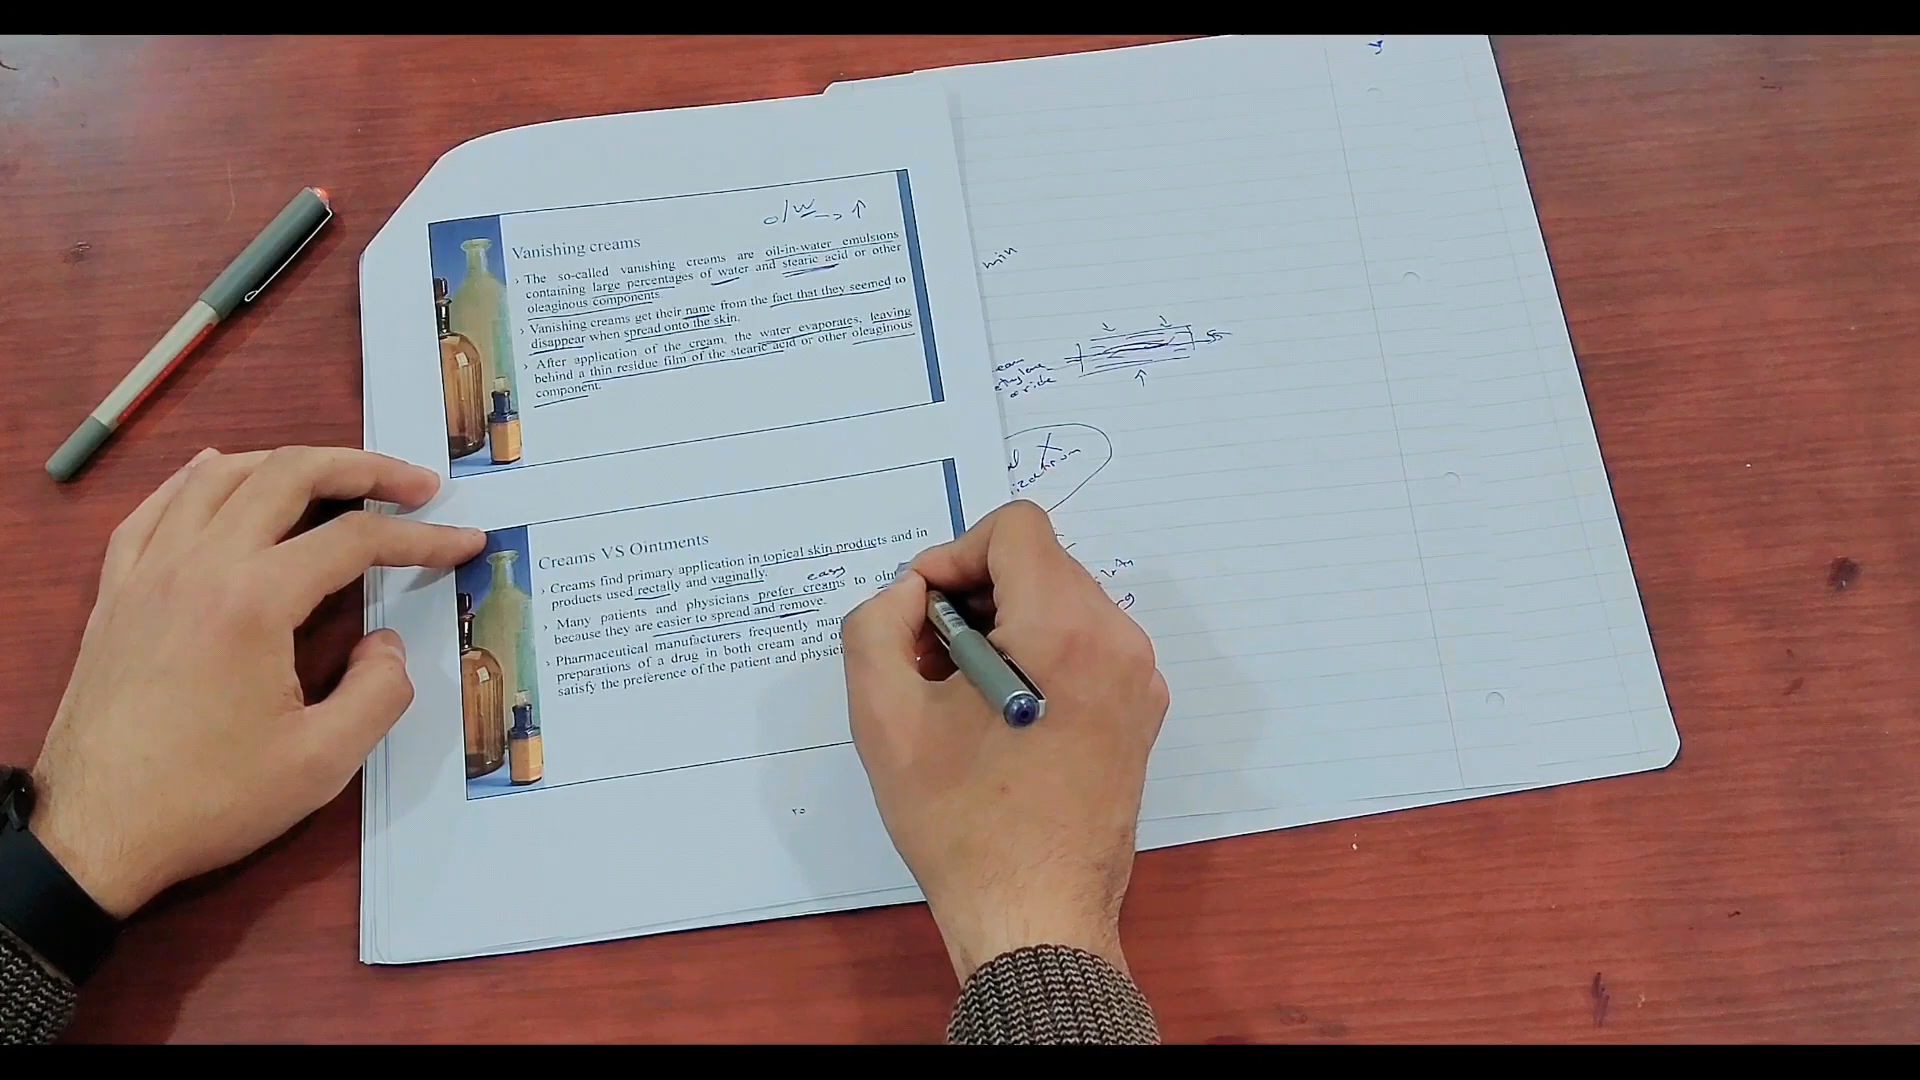 o/w → ↑
Vanishing creams
› The so-called vanishing creams are oil-in-water emulsions
containing large percentages of water and stearic acid or other
oleaginous components.
› Vanishing creams get their name from the fact that they seemed to
disappear when spread onto the skin.
› After application of the cream, the water evaporates, leaving
behind a thin residue film of the stearic acid or other oleaginous
component.
Creams VS Ointments
› Creams find primary application in topical skin products and in
products used rectally and vaginally.
easy
› Many patients and physicians prefer creams to
because they are easier to spread and remove.
› Pharmaceutical manufacturers frequently
preparations of a drug in both cream and
satisfy the preference of the patient and
٢٥
min